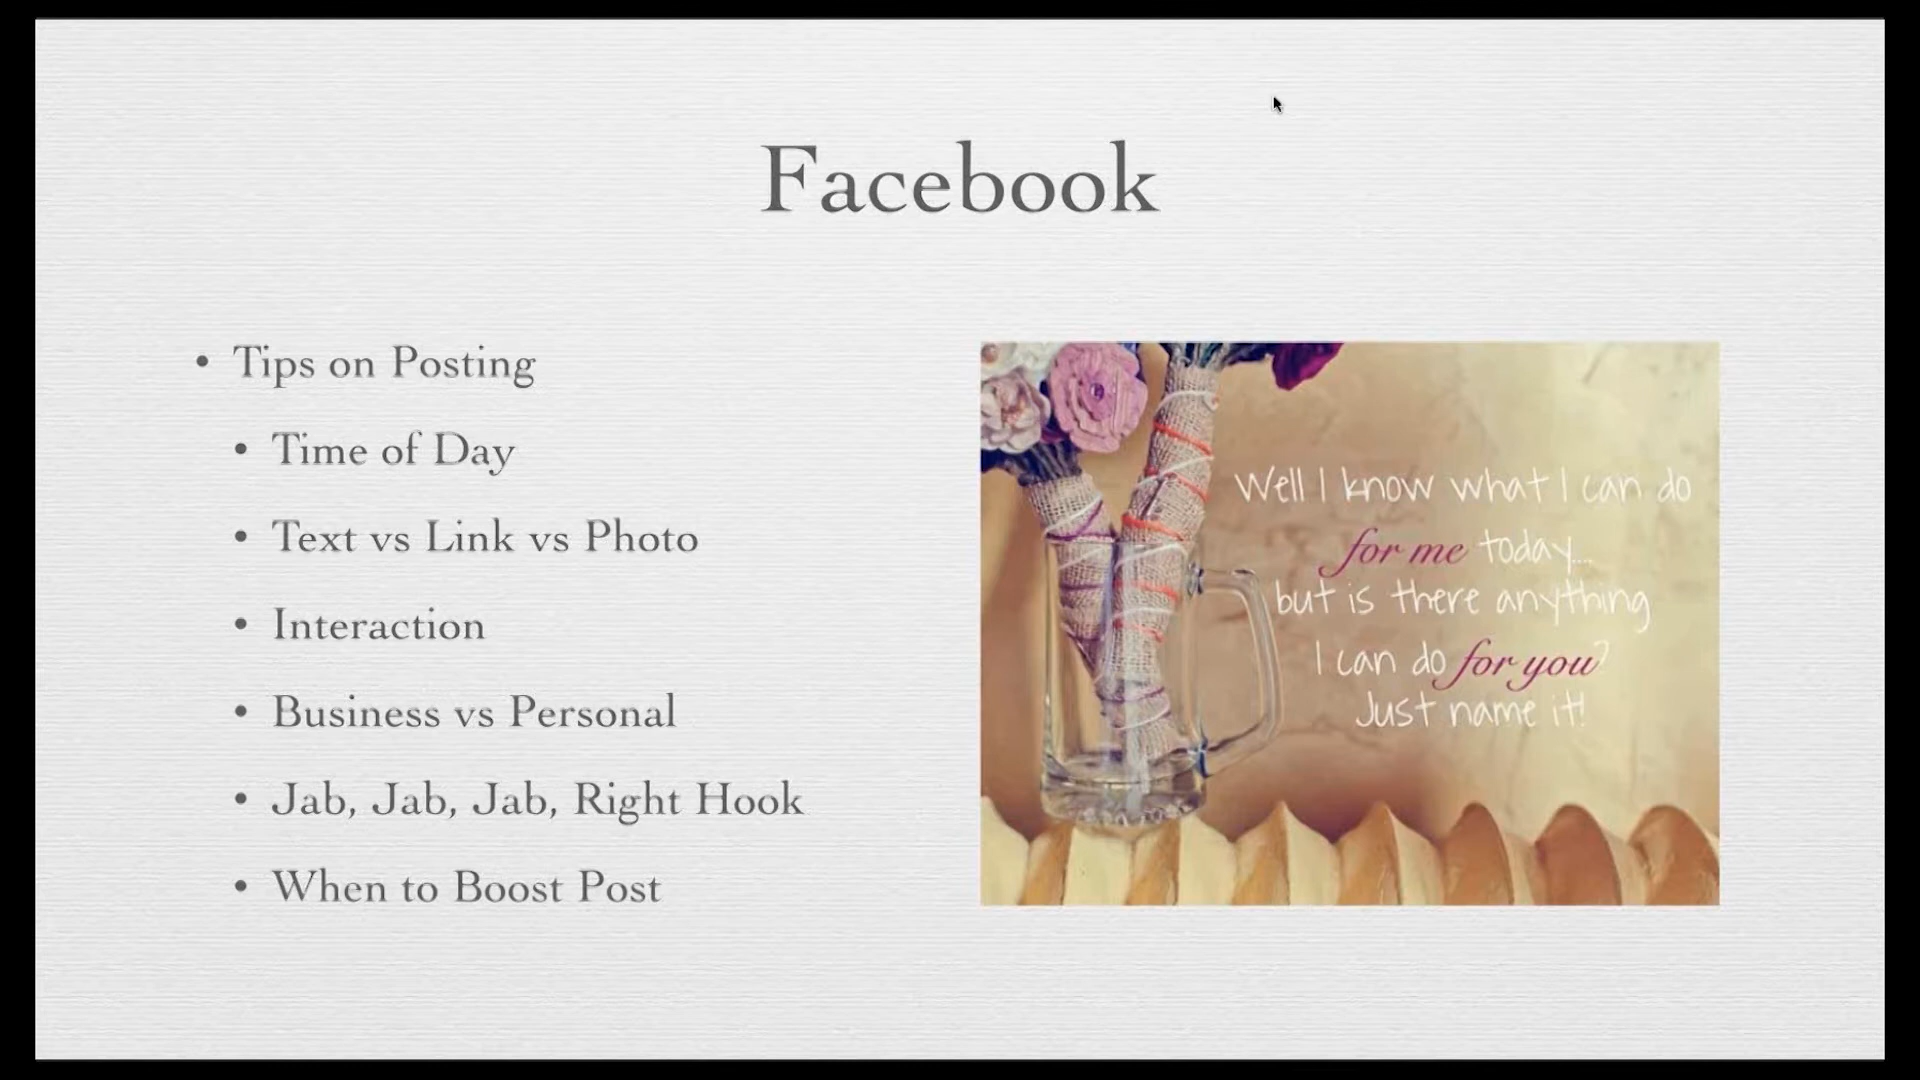 Facebook
• Tips on Posting
• Time of Day
• Text vs Link vs Photo
• Interaction
• Business vs Personal
• Jab, Jab, Jab, Right Hook
• When to Boost Post
Well I know what I can do
for me today...
but is there anything
I can do for you?
Just name it!